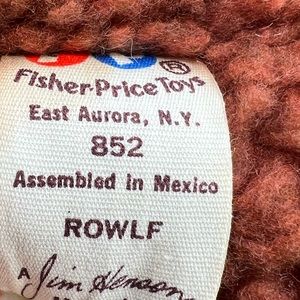 Fisher-Price Toys ®
East Aurora, N.Y.
852
Assembled in Mexico
ROWLF
A Jim Henson